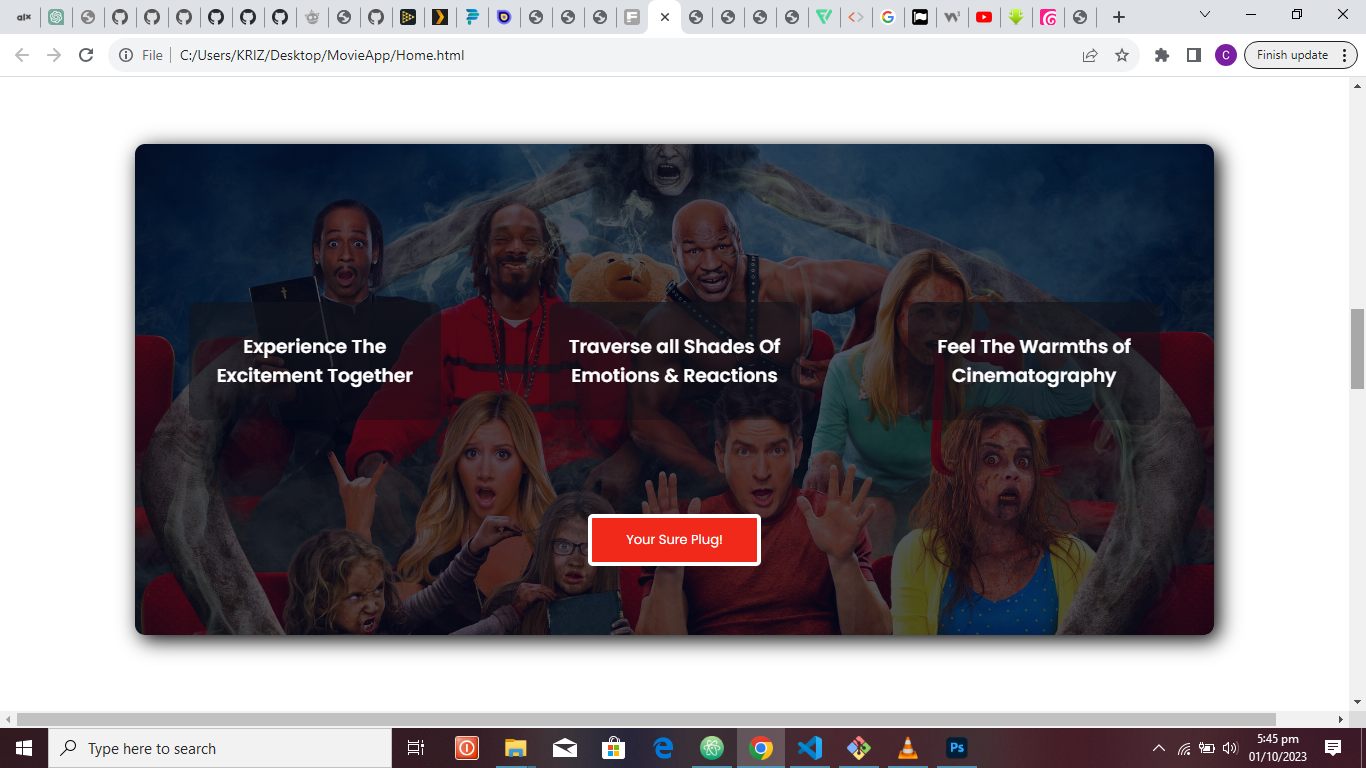 alx
File
C:/Users/KRIZ/Desktop/MovieApp/Home.html
C
Finish update
Experience The
Excitement Together
Traverse all Shades Of
Emotions & Reactions
Feel The Warmths of
Cinematography
Your Sure Plug!
Type here to search
Ps
5:45 pm
01/10/2023